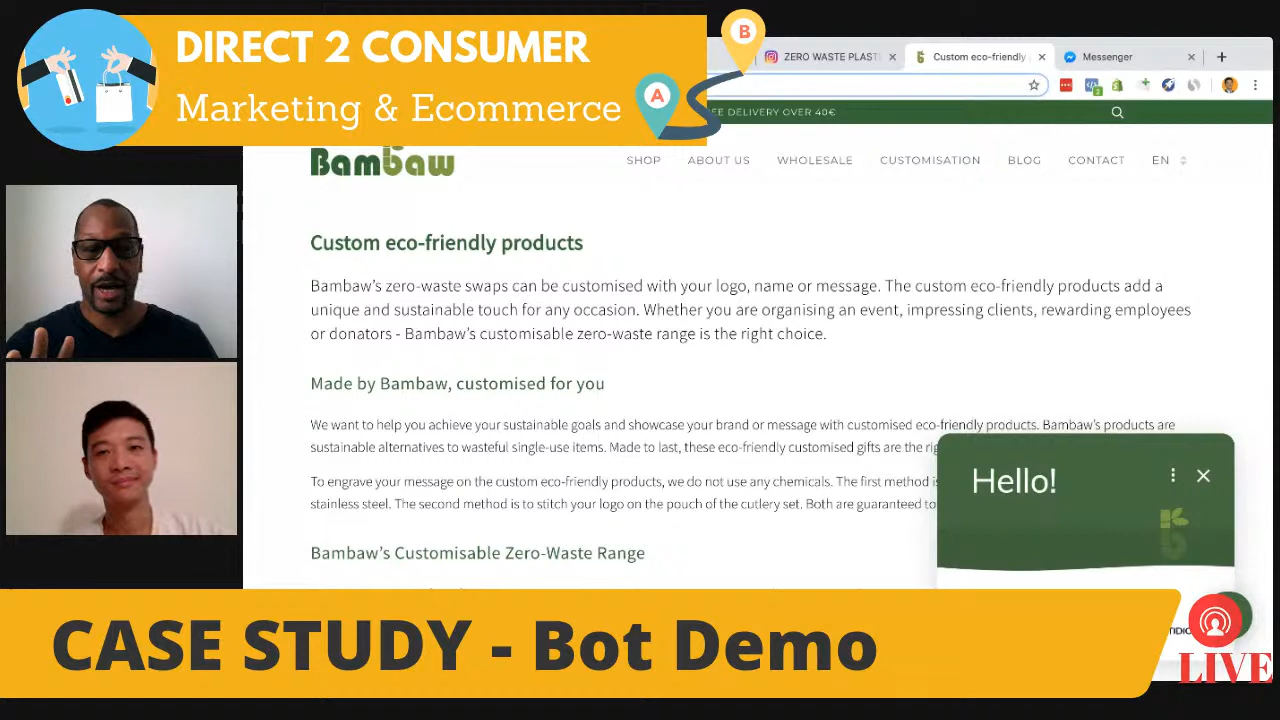 DIRECT 2 CONSUMER
Marketing & Ecommerce
A
B
ZERO WASTE PLAST
Custom eco-friendly
Messenger
DELIVERY OVER 40€
Bambaw
SHOP
ABOUT US
WHOLESALE
CUSTOMISATION
BLOG
CONTACT
EN
Custom eco-friendly products
Bambaw's zero-waste swaps can be customised with your logo, name or message. The custom eco-friendly products add a
unique and sustainable touch for any occasion. Whether you are organising an event, impressing clients, rewarding employees
or donators - Bambaw's customisable zero-waste range is the right choice.
Made by Bambaw, customised for you
We want to help you achieve your sustainable goals and showcase your brand or message with customised eco-friendly products. Bambaw's products are
sustainable alternatives to wasteful single-use items. Made to last, these eco-friendly customised gifts are the
To engrave your message on the custom eco-friendly products, we do not use any chemicals. The first method
stainless steel. The second method is to stitch your logo on the pouch of the cutlery set. Both are guaranteed to
Hello!
Bambaw's Customisable Zero-Waste Range
CASE STUDY - Bot Demo
LIVE